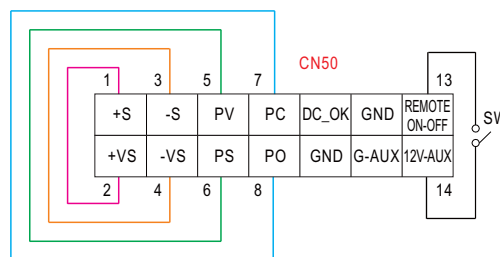 CN50
1 3 5 7 13
+S -S PV PC DC_OK GND REMOTE ON-OFF
SW
+VS -VS PS PO GND G-AUX 12V-AUX
2 4 6 8 14